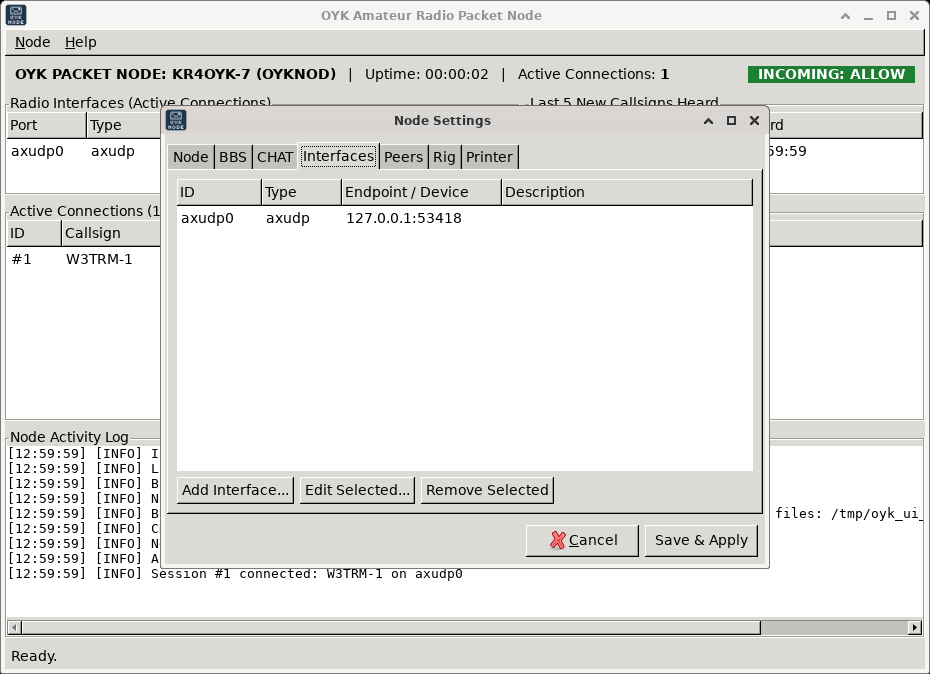 OYK Amateur Radio Packet Node
Node Help
OYK PACKET NODE: KR4OYK-7 (OYKNOD) | Uptime: 00:00:02 | Active Connections: 1 INCOMING: ALLOW
Radio Interfaces (Active Connections) Last 5 New Callsigns Heard
Port Type
axudp0 axudp
Active Connections (1
ID Callsign
#1 W3TRM-1
Node Settings
Node BBS CHAT Interfaces Peers Rig Printer
ID Type Endpoint / Device Description
axudp0 axudp 127.0.0.1:53418
Add Interface... Edit Selected... Remove Selected
Cancel Save & Apply
Node Activity Log
[12:59:59] [INFO] I
[12:59:59] [INFO] L
[12:59:59] [INFO] B
[12:59:59] [INFO] N
[12:59:59] [INFO] B files: /tmp/oyk_ui_
[12:59:59] [INFO] C
[12:59:59] [INFO] N
[12:59:59] [INFO] A
[12:59:59] [INFO] Session #1 connected: W3TRM-1 on axudp0
Ready.